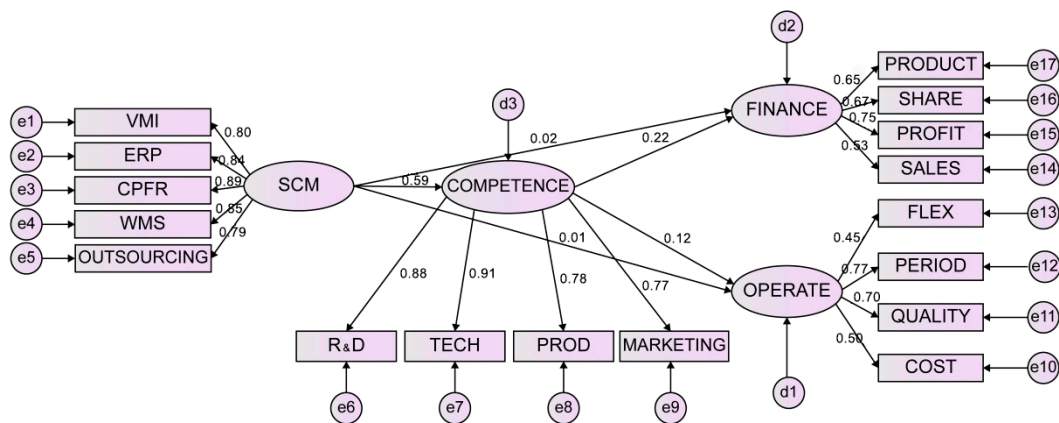 d2
e1
VMI
e2
ERP
e3
CPFR
e4
WMS
e5
OUTSOURCING
0.80
0.84
0.89
0.85
0.79
SCM
d3
0.02
0.59
COMPETENCE
0.22
0.01
0.12
FINANCE
0.65
0.67
0.75
0.53
PRODUCT
e17
SHARE
e16
PROFIT
e15
SALES
e14
OPERATE
0.45
0.77
0.70
0.50
FLEX
e13
PERIOD
e12
QUALITY
e11
COST
e10
d1
0.88
0.91
0.78
0.77
R&D
TECH
PROD
MARKETING
e6
e7
e8
e9